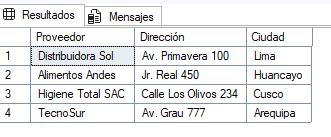 Resultados Mensajes
Proveedor Dirección Ciudad
1 Distribuidora Sol Av. Primavera 100 Lima
2 Alimentos Andes Jr. Real 450 Huancayo
3 Higiene Total SAC Calle Los Olivos 234 Cusco
4 TecnoSur Av. Grau 777 Arequipa